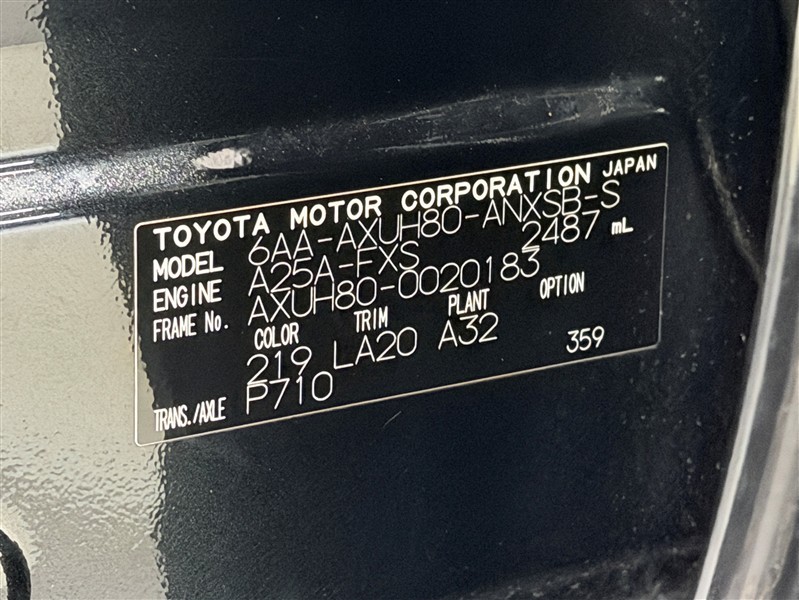 TOYOTA MOTOR CORPORATION JAPAN
MODEL 6AA-AXUH80-ANXSB-S
ENGINE A25A-FXS 2487 mL
FRAME No. AXUH80-0020183
COLOR TRIM PLANT OPTION
219 LA20 A32 359
TRANS./AXLE P710